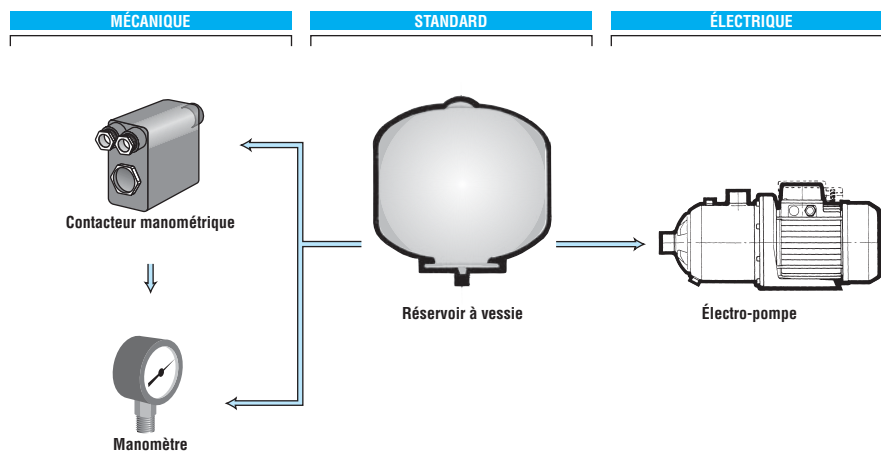 MÉCANIQUE
STANDARD
ÉLECTRIQUE
Contacteur manométrique
Réservoir à vessie
Électro-pompe
Manomètre